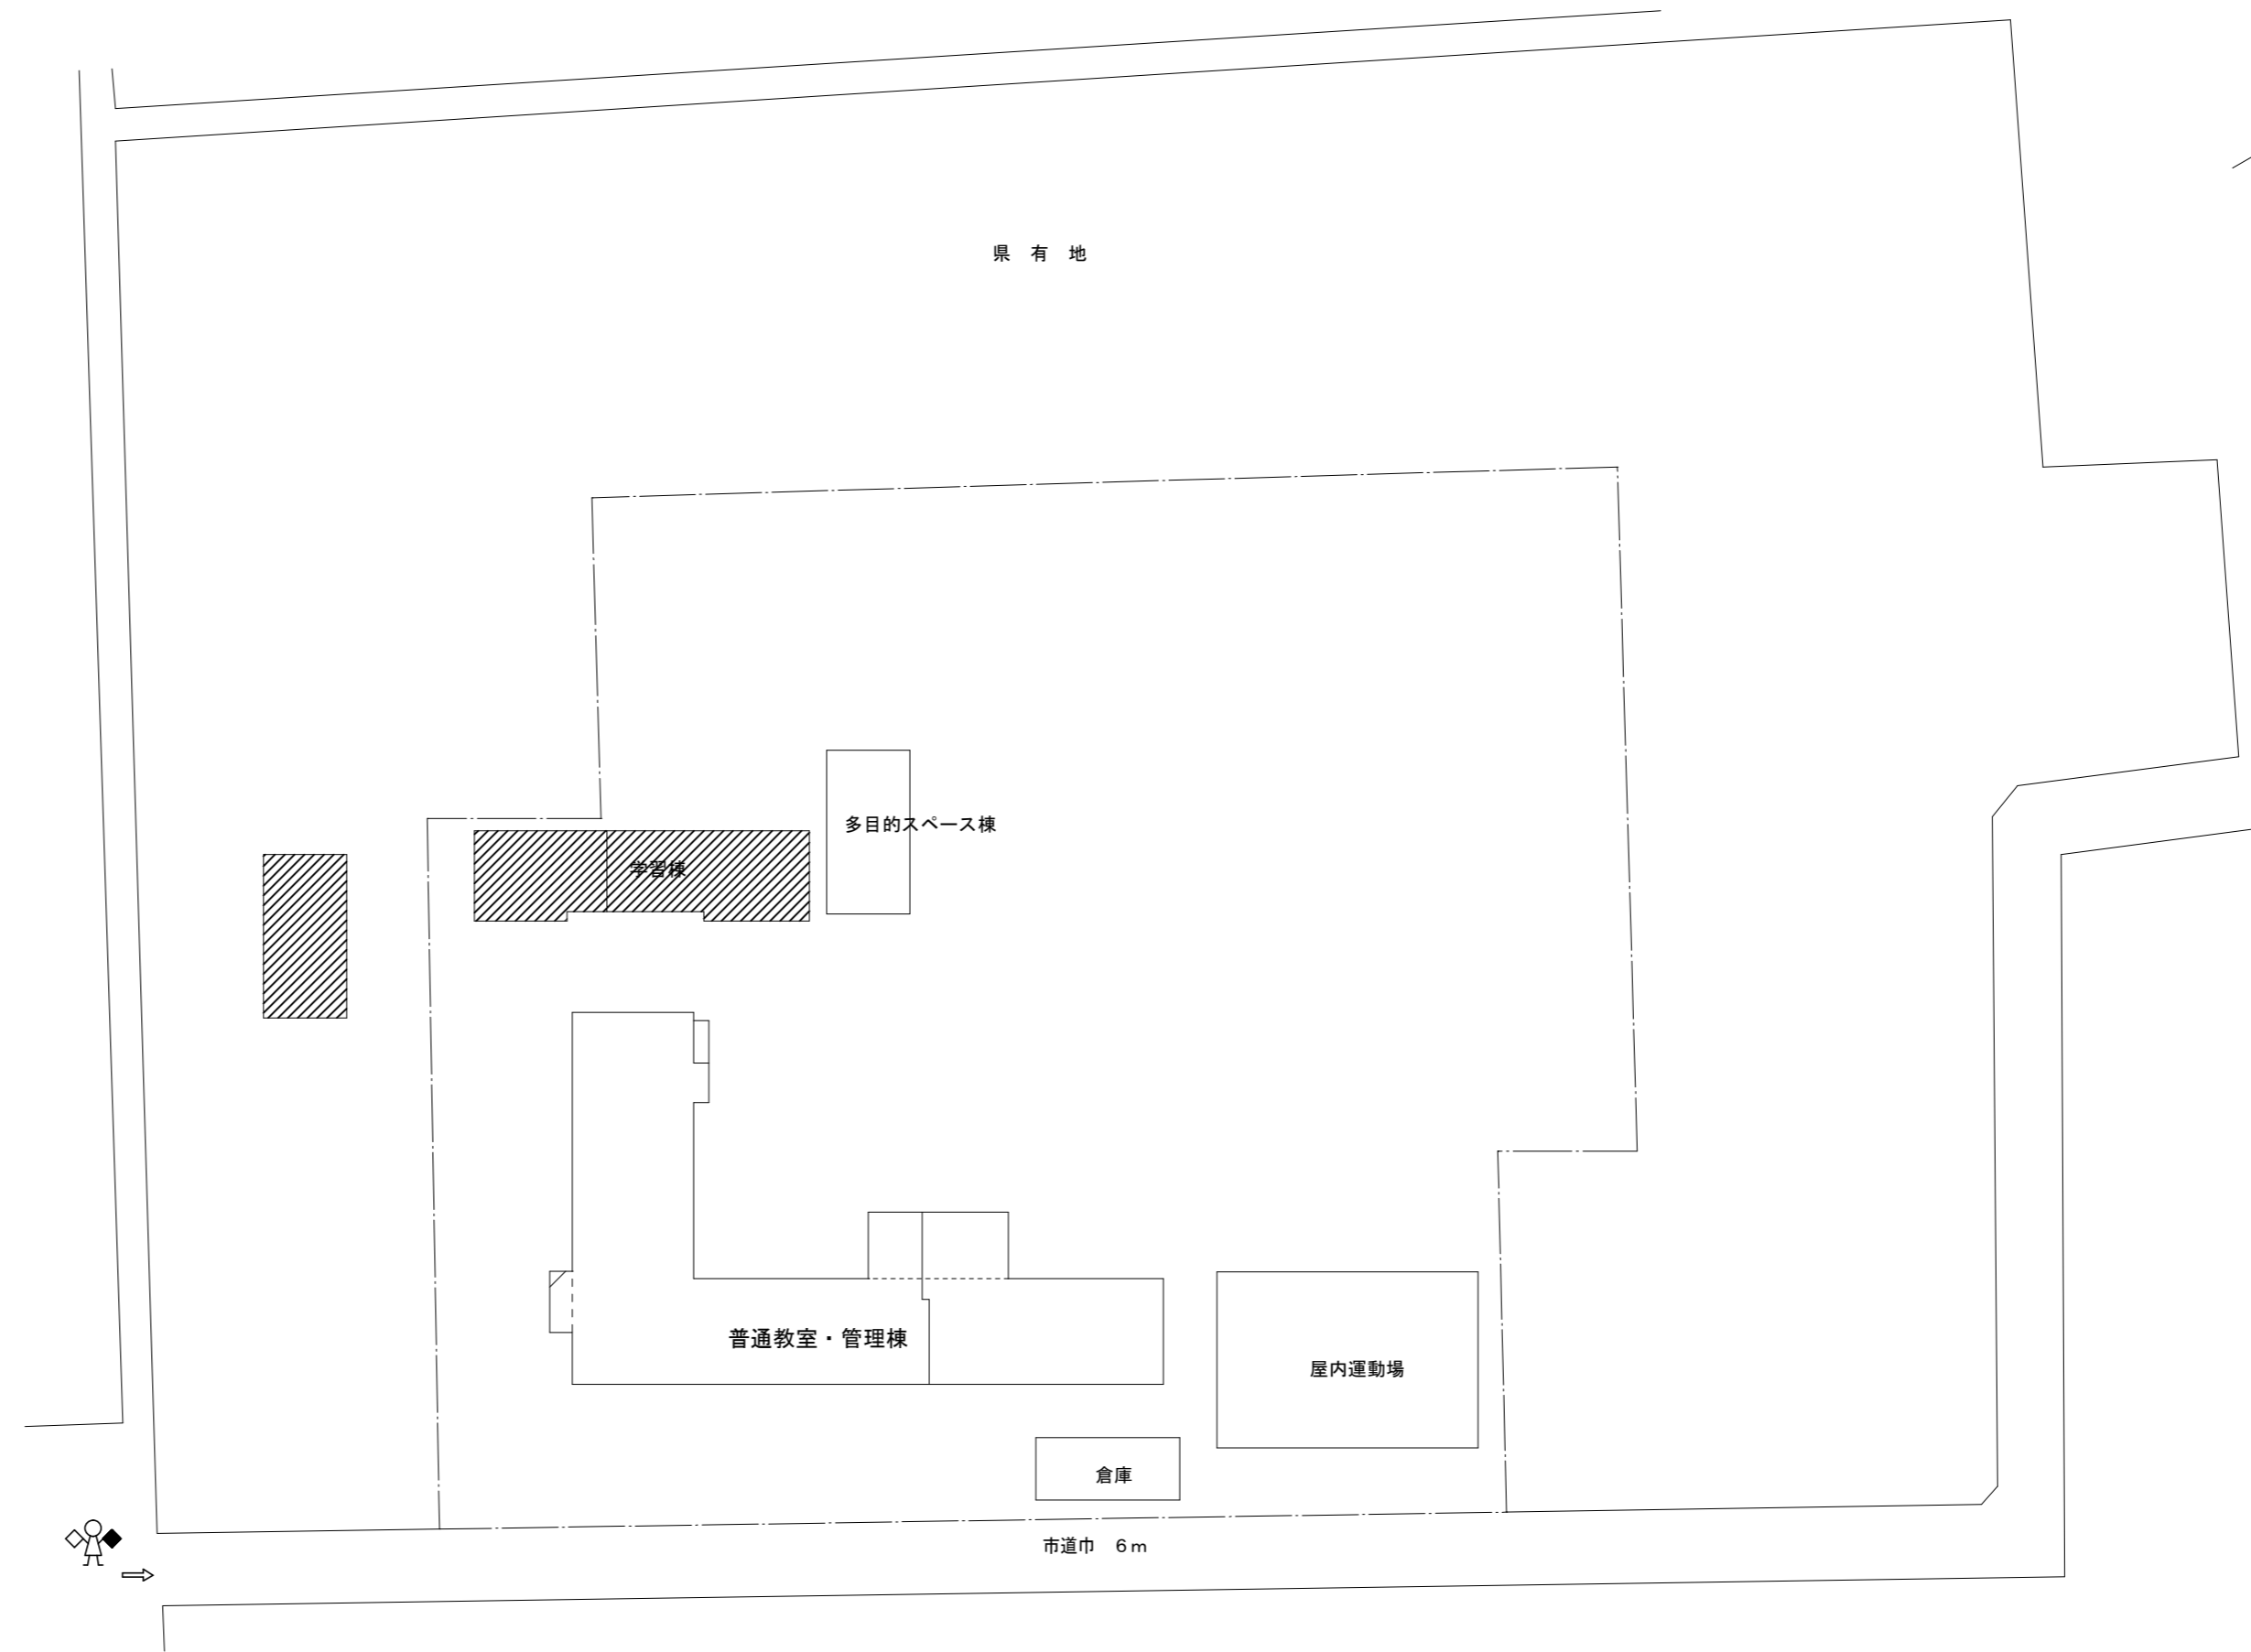 県　有　地
多目的スペース棟
学習棟
普通教室・管理棟
屋内運動場
倉庫
市道巾　６ｍ